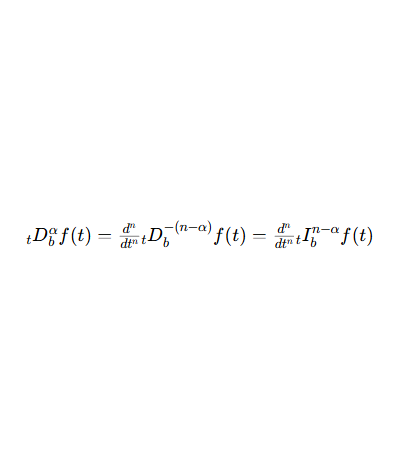 $_tD_b^{\alpha}f(t) = \frac{d^n}{dt^n} {}_tD_b^{-(n-\alpha)}f(t) = \frac{d^n}{dt^n} {}_tI_b^{n-\alpha}f(t)$